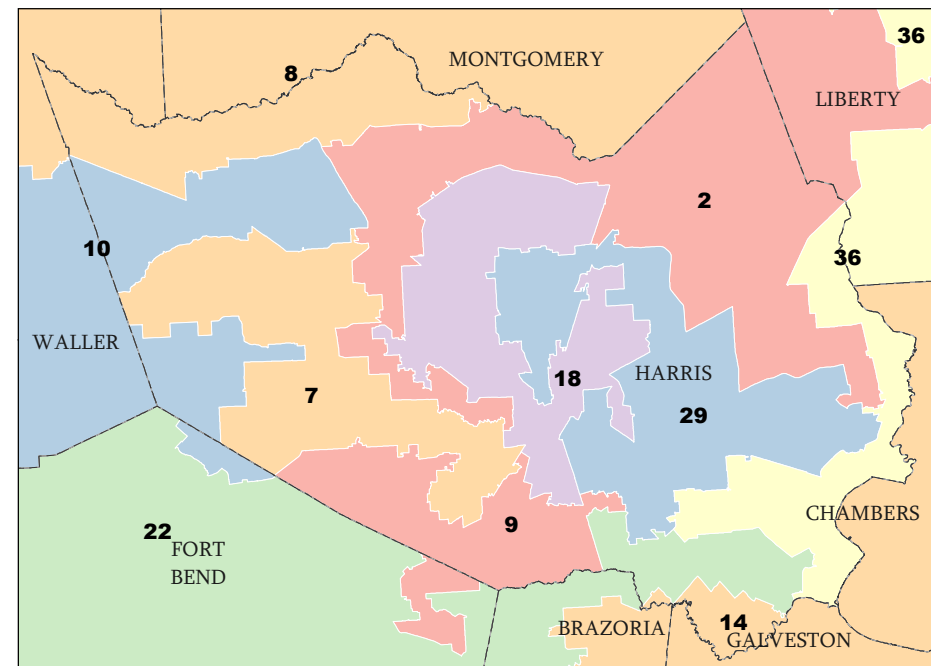 36
MONTGOMERY
8
LIBERTY
2
10
36
WALLER
18
HARRIS
7
29
CHAMBERS
22
9
FORT
BEND
14
BRAZORIA
GALVESTON